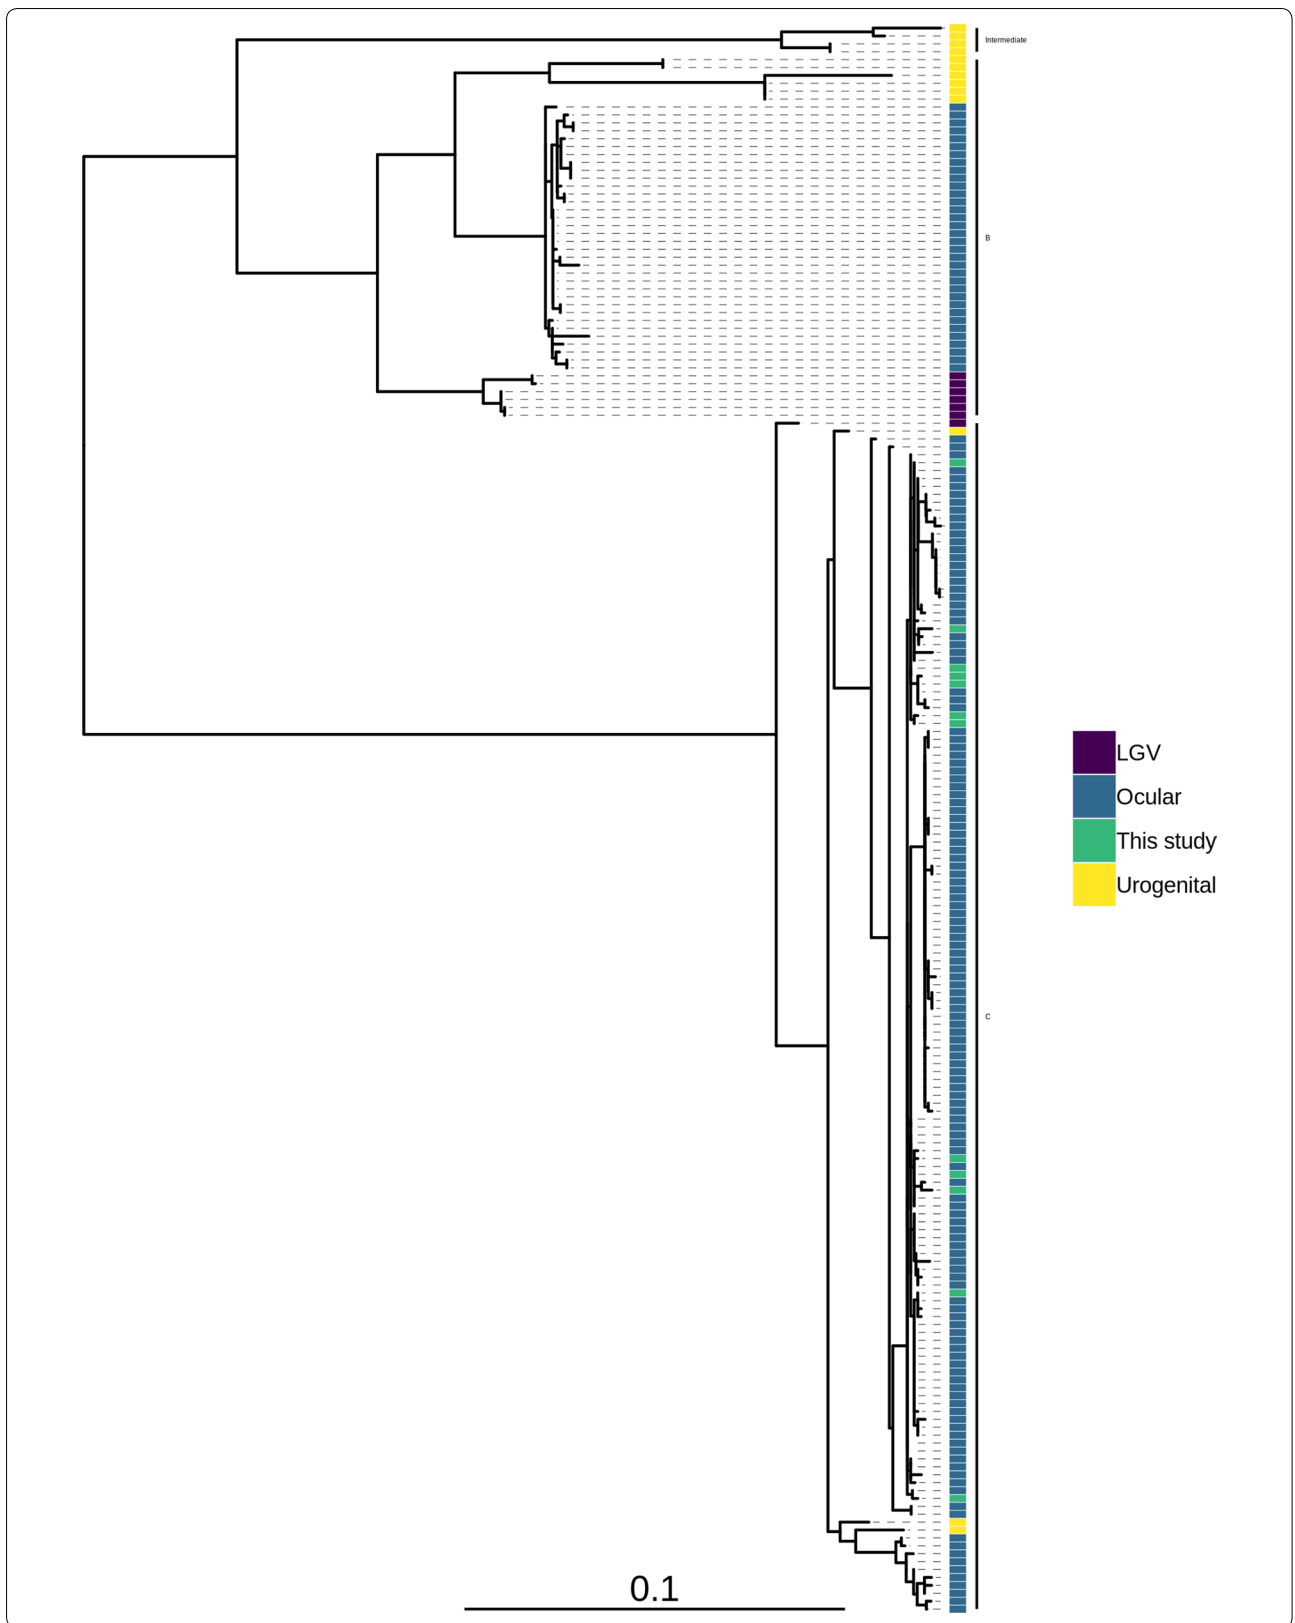 Intermediate
B
LGV
Ocular
This study
Urogenital
C
0.1